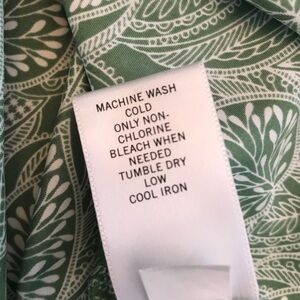 MACHINE WASH
COLD
ONLY NON-
CHLORINE
BLEACH WHEN
NEEDED
TUMBLE DRY
LOW
COOL IRON